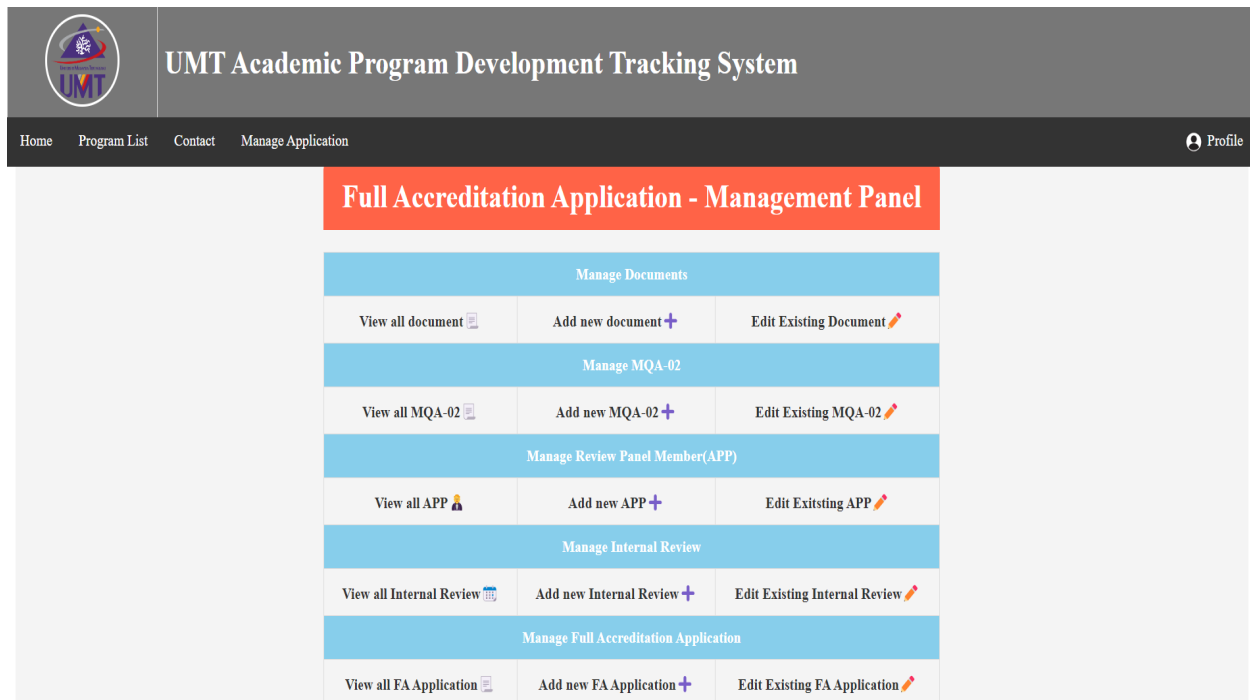 UMT
UMT Academic Program Development Tracking System
Home Program List Contact Manage Application Profile
Full Accreditation Application - Management Panel
Manage Documents
View all document Add new document Edit Existing Document
Manage MQA-02
View all MQA-02 Add new MQA-02 Edit Existing MQA-02
Manage Review Panel Member(APP)
View all APP Add new APP Edit Exitsting APP
Manage Internal Review
View all Internal Review Add new Internal Review Edit Existing Internal Review
Manage Full Accreditation Application
View all FA Application Add new FA Application Edit Existing FA Application